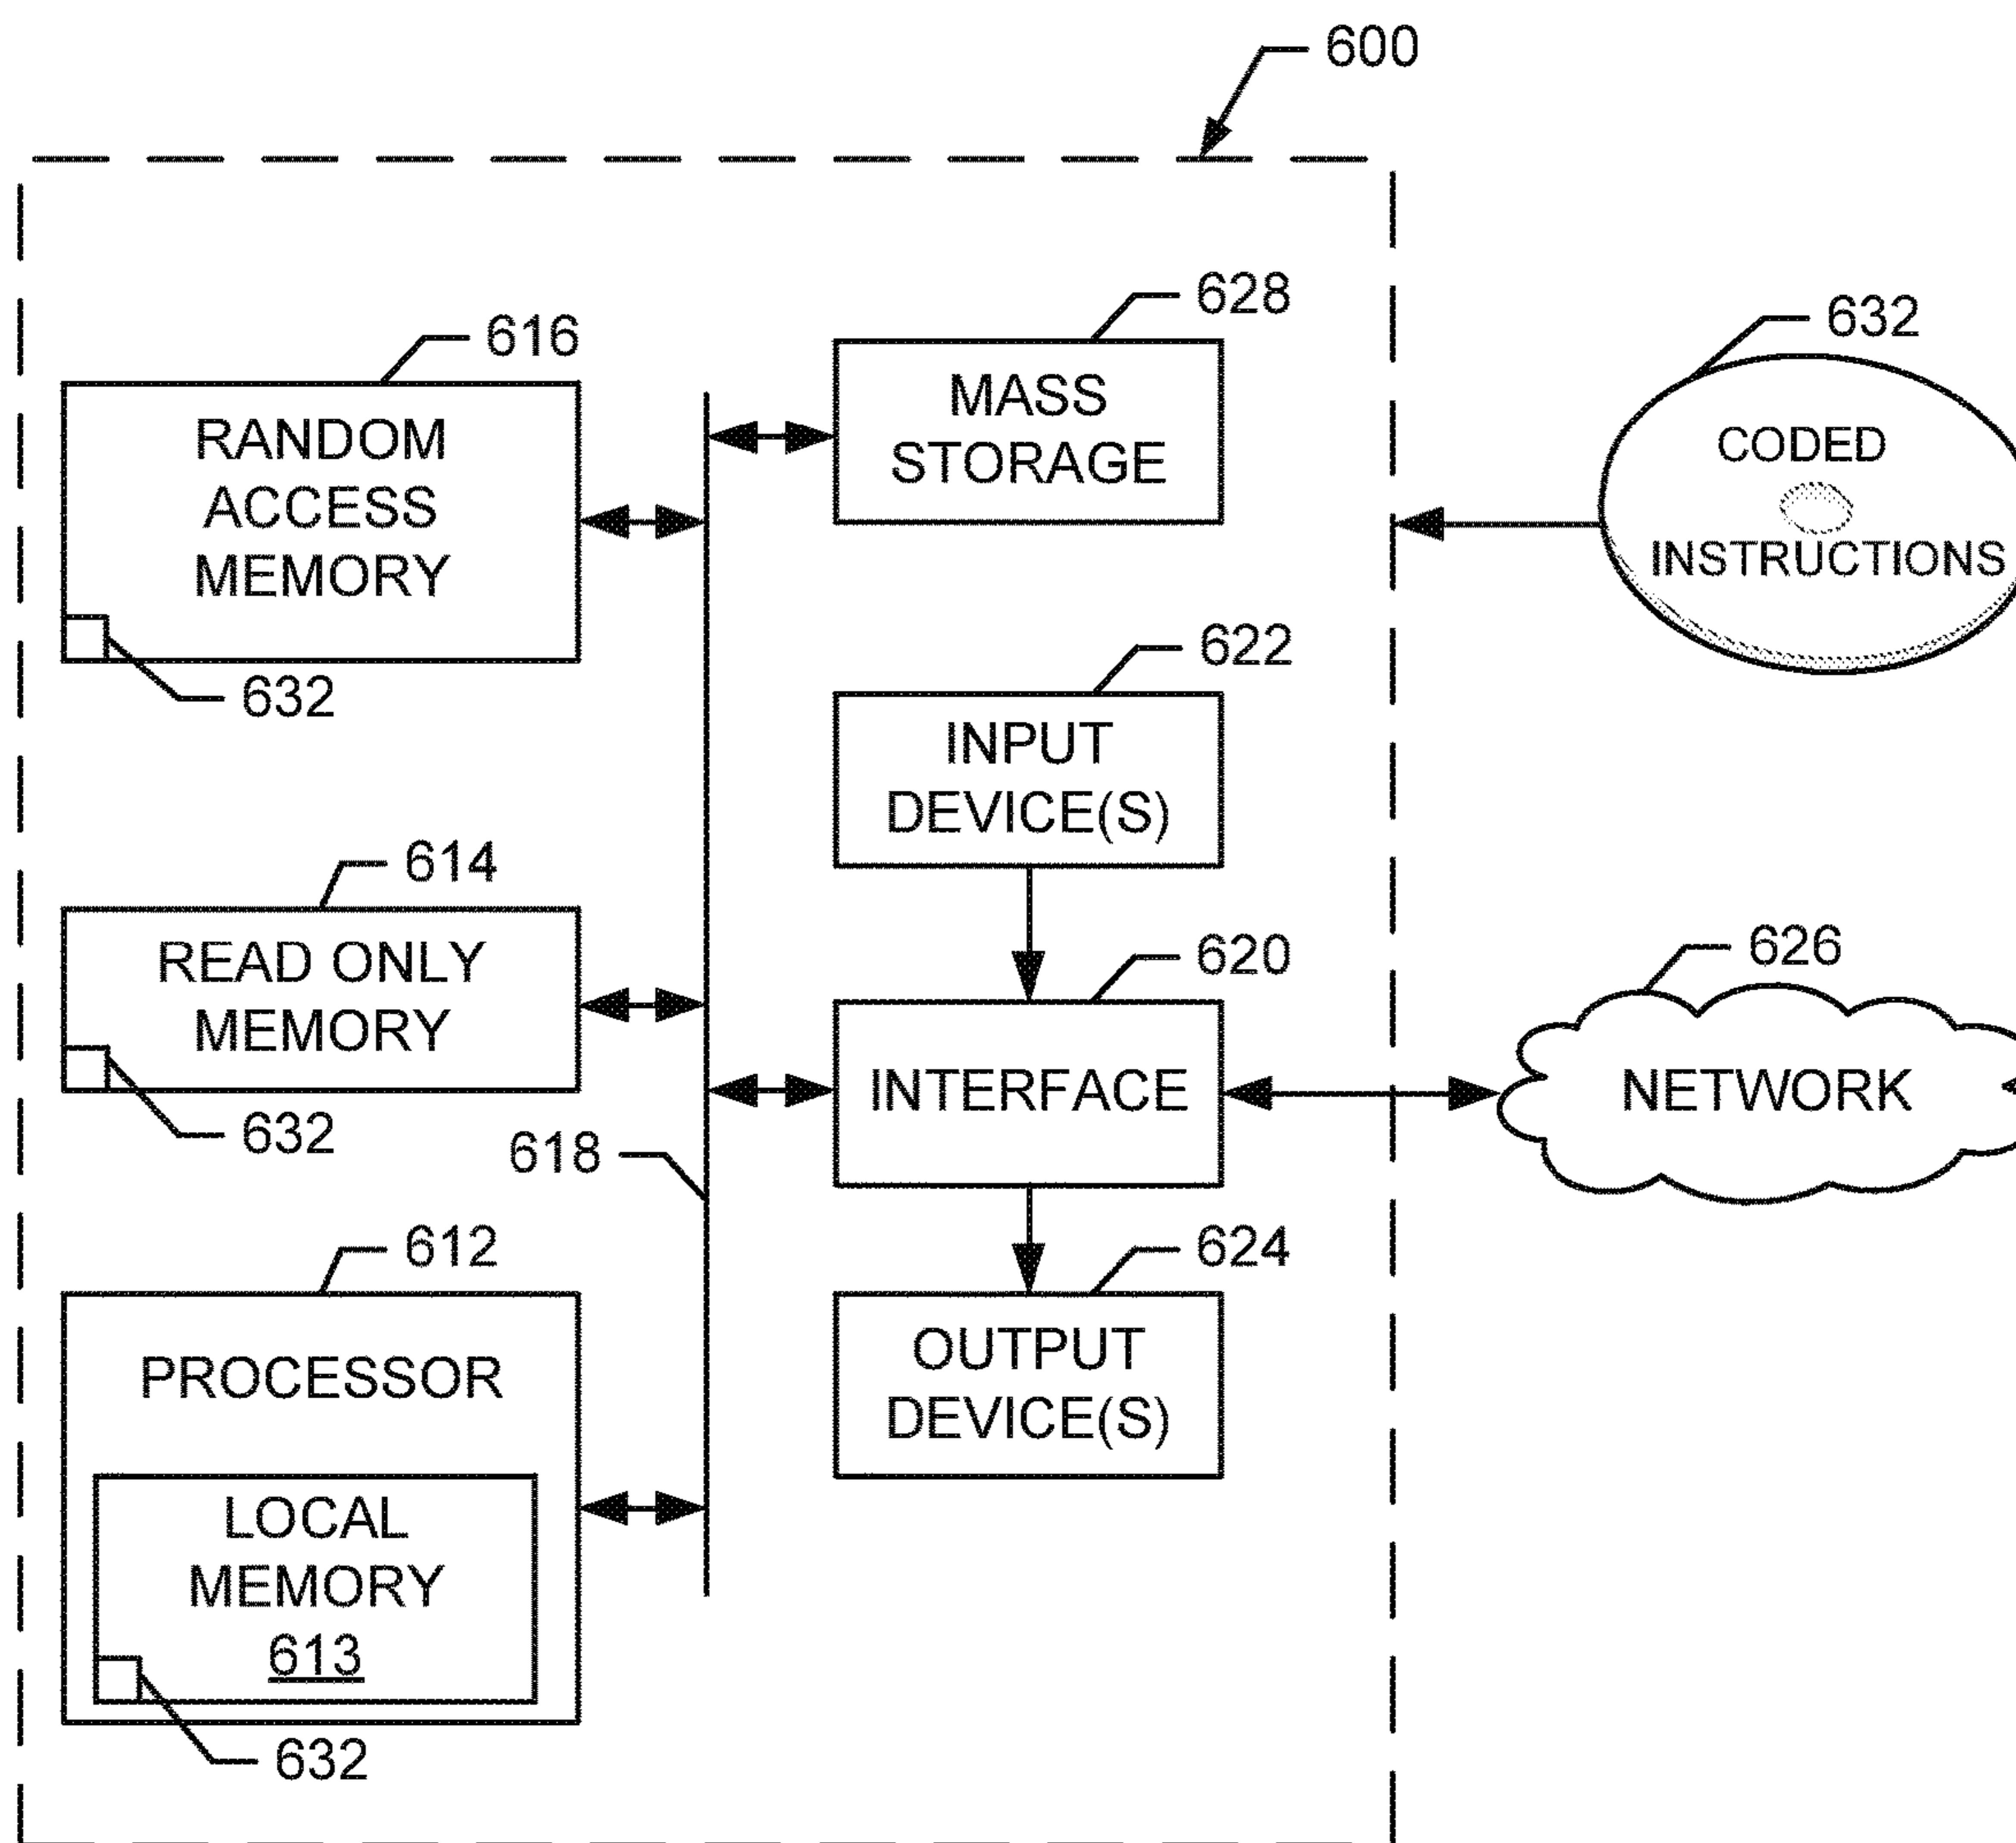 600
628
616
632
MASS
STORAGE
RANDOM
ACCESS
MEMORY
CODED
INSTRUCTIONS
632
622
INPUT
DEVICE(S)
614
READ ONLY
MEMORY
620
626
INTERFACE
NETWORK
632
618
612
624
PROCESSOR
OUTPUT
DEVICE(S)
LOCAL
MEMORY
613
632